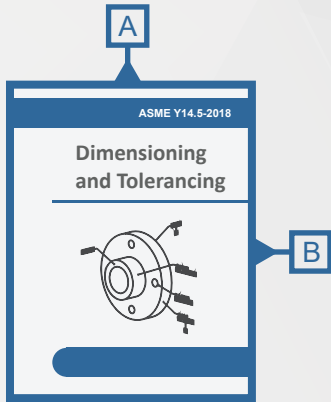 A
ASME Y14.5-2018
Dimensioning
and Tolerancing
B